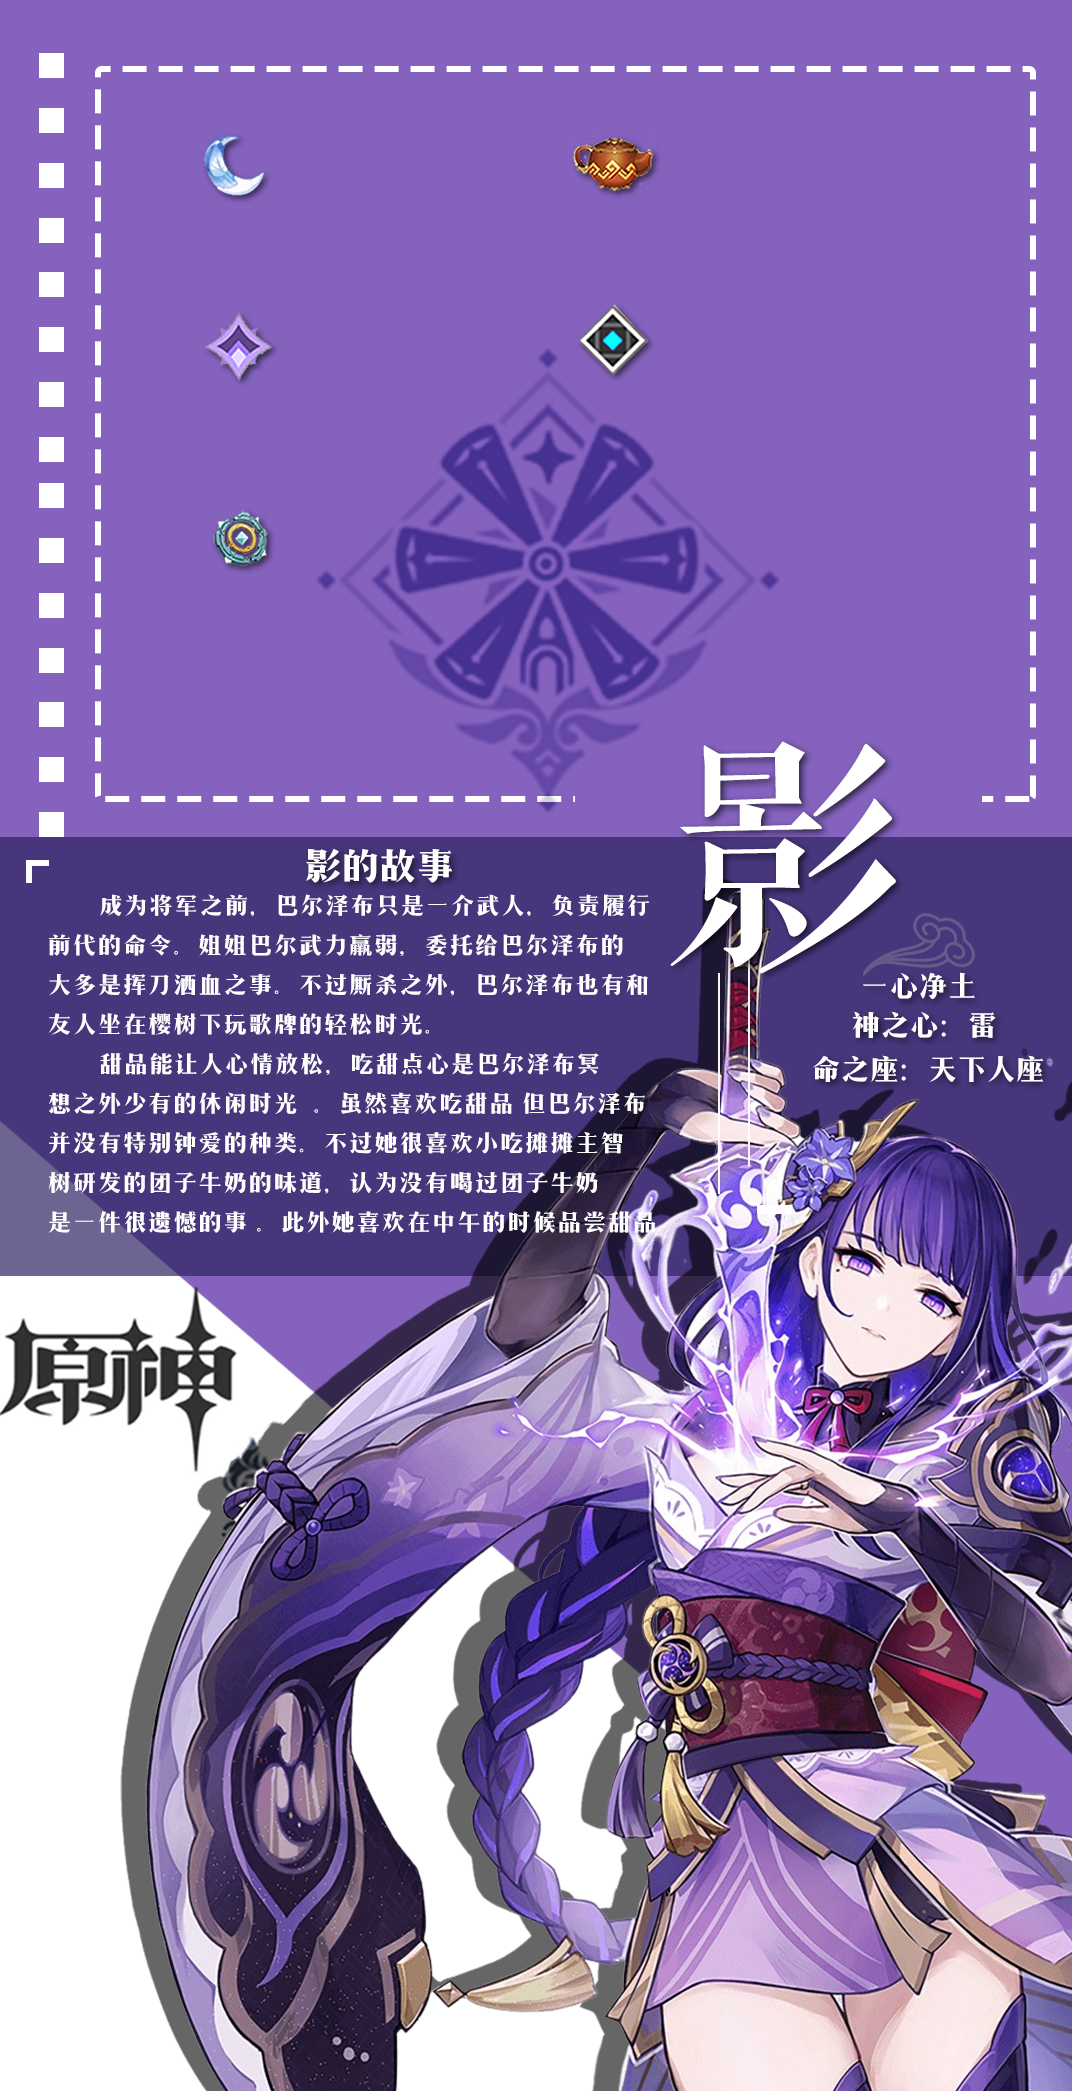 影
影的故事
成为将军之前，巴尔泽布只是一介武人，负责履行
前代的命令。姐姐巴尔武力羸弱，委托给巴尔泽布的
大多是挥刀洒血之事。不过厮杀之外，巴尔泽布也有和
友人坐在樱树下玩歌牌的轻松时光。
甜品能让人心情放松，吃甜点心是巴尔泽布冥
想之外少有的休闲时光 。虽然喜欢吃甜品 但巴尔泽布
并没有特别钟爱的种类。不过她很喜欢小吃摊摊主智
树研发的团子牛奶的味道，认为没有喝过团子牛奶
是一件很遗憾的事 。此外她喜欢在中午的时候品尝甜品
一心净土
神之心：雷
命之座：天下人座
原神